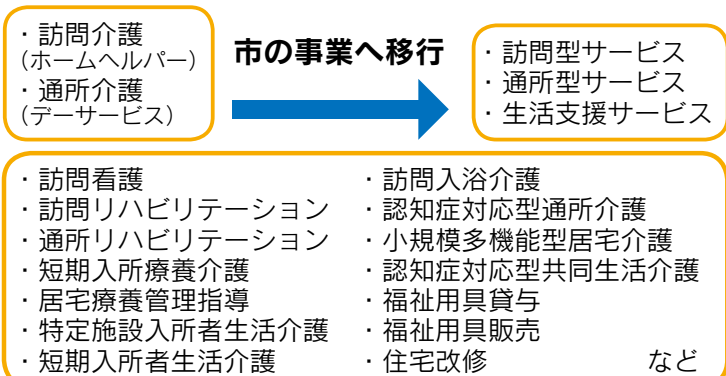 ・訪問介護
(ホームヘルパー)
・通所介護
(デーサービス)
市の事業へ移行
・訪問型サービス
・通所型サービス
・生活支援サービス
・訪問看護
・訪問リハビリテーション
・通所リハビリテーション
・短期入所療養介護
・居宅療養管理指導
・特定施設入所者生活介護
・短期入所者生活介護
・訪問入浴介護
・認知症対応型通所介護
・小規模多機能型居宅介護
・認知症対応型共同生活介護
・福祉用具貸与
・福祉用具販売
・住宅改修 など